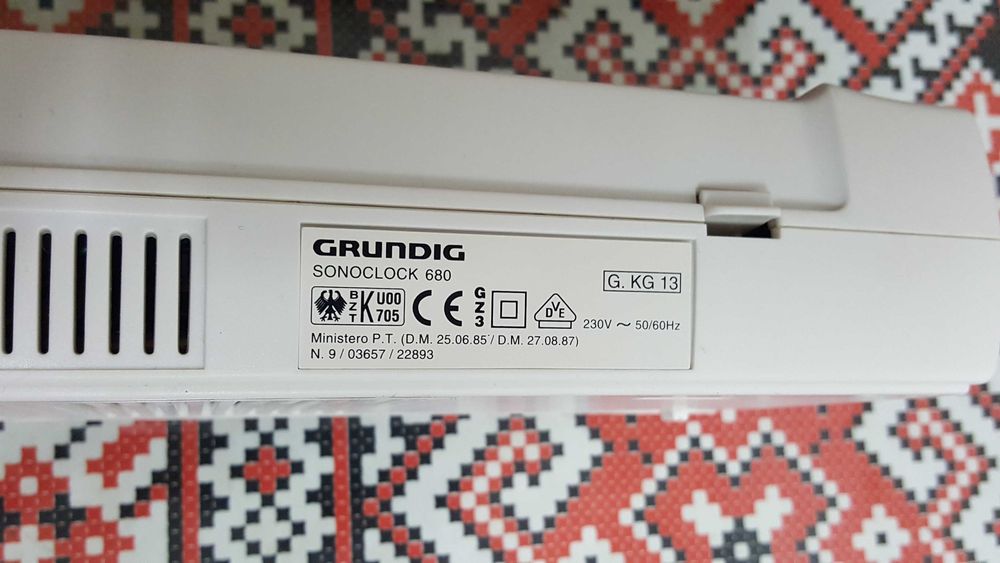 GRUNDIG
SONOCLOCK 680
G. KG 13
BZT K U00 705
CE
GZ3
DVE
230V ~ 50/60Hz
Ministero P.T. (D.M. 25.06.85 / D.M. 27.08.87)
N. 9 / 03657 / 22893